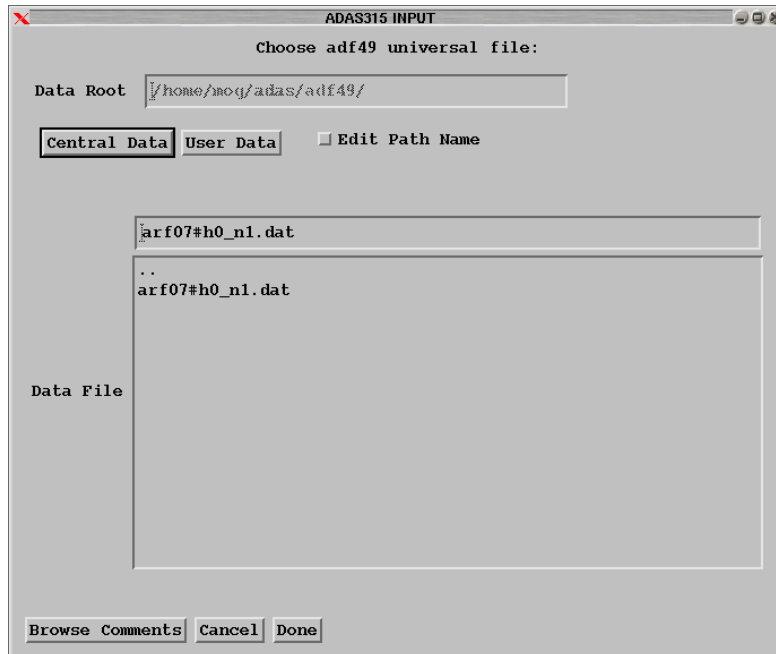 ADAS315 INPUT
Choose adf49 universal file:
Data Root /home/mog/adas/adf49/
Central Data User Data Edit Path Name
arf07#h0_n1.dat
..
arf07#h0_n1.dat
Data File
Browse Comments Cancel Done